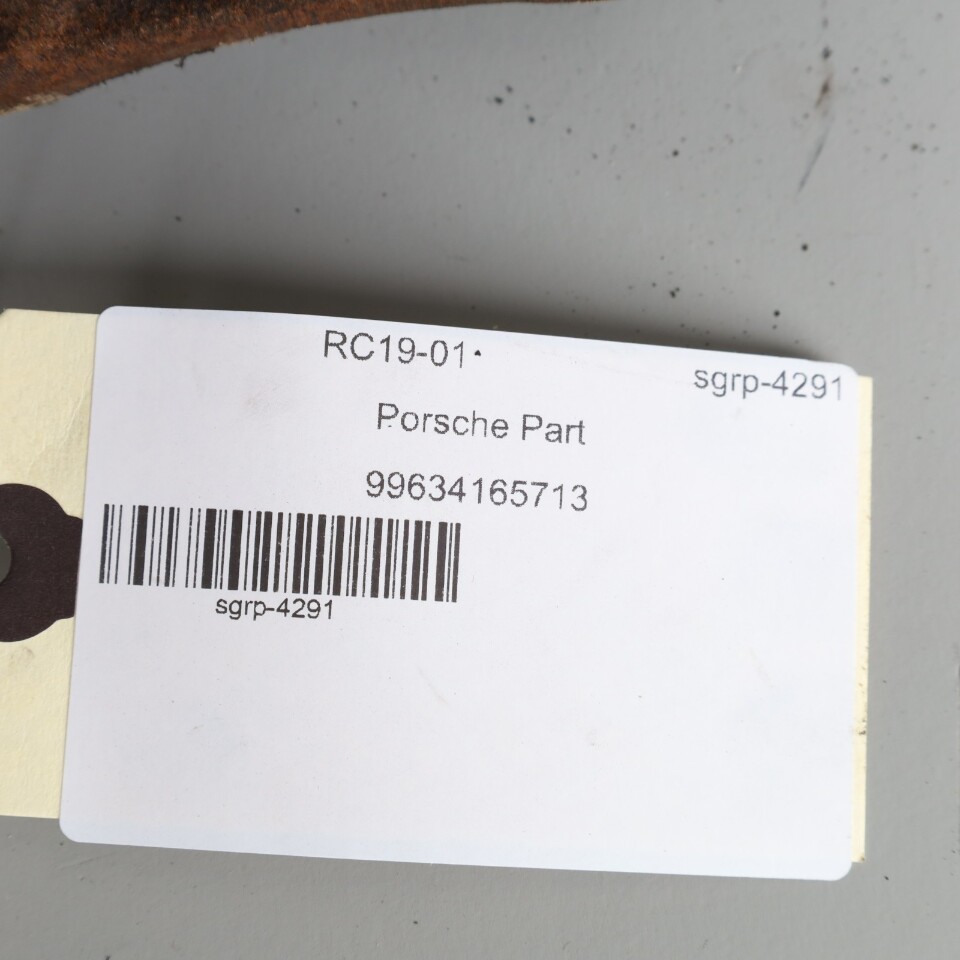 RC19-01
sgrp-4291
Porsche Part
99634165713
sgrp-4291